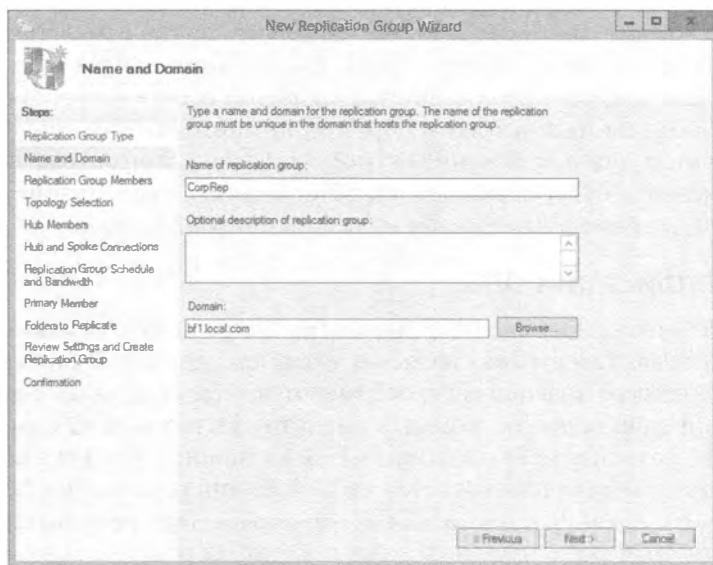 New Replication Group Wizard
Name and Domain
Steps:
Replication Group Type
Name and Domain
Replication Group Members
Topology Selection
Hub Members
Hub and Spoke Connections
Replication Group Schedule
and Bandwidth
Primary Member
Folders to Replicate
Review Settings and Create
Replication Group
Confirmation
Type a name and domain for the replication group. The name of the replication
group must be unique in the domain that hosts the replication group.
Name of replication group:
CorpRep
Optional description of replication group:
Domain:
bf1.local.com
Browse...
< Previous
Next >
Cancel